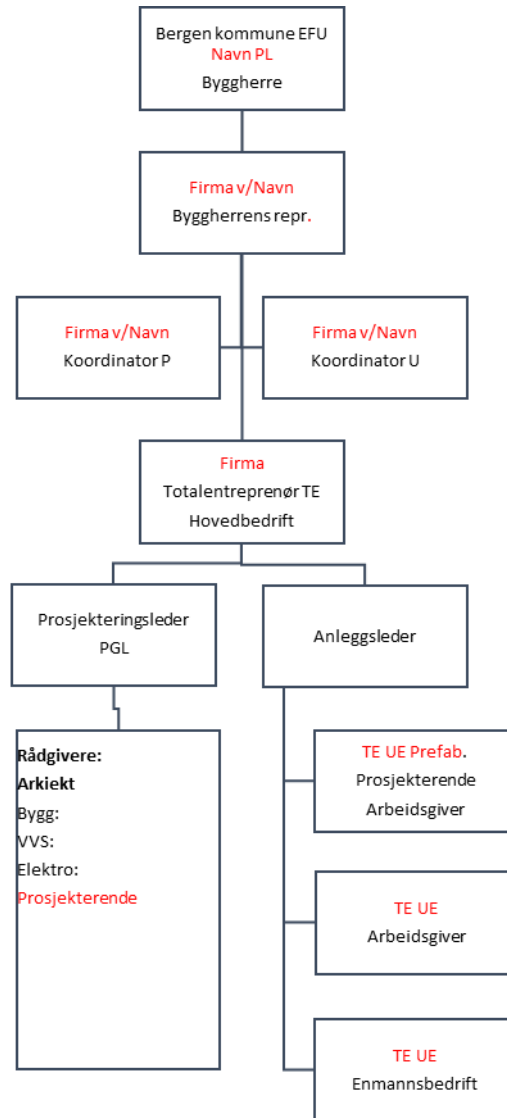 Bergen kommune EFU
Navn PL
Byggherre
Firma v/Navn
Byggherrens repr.
Firma v/Navn
Koordinator P
Firma v/Navn
Koordinator U
Firma
Totalentreprenør TE
Hovedbedrift
Prosjekteringsleder
PGL
Anleggsleder
Rådgivere:
Arkiekt
Bygg:
VVS:
Elektro:
Prosjekterende
TE UE Prefab.
Prosjekterende
Arbeidsgiver
TE UE
Arbeidsgiver
TE UE
Enmannsbedrift